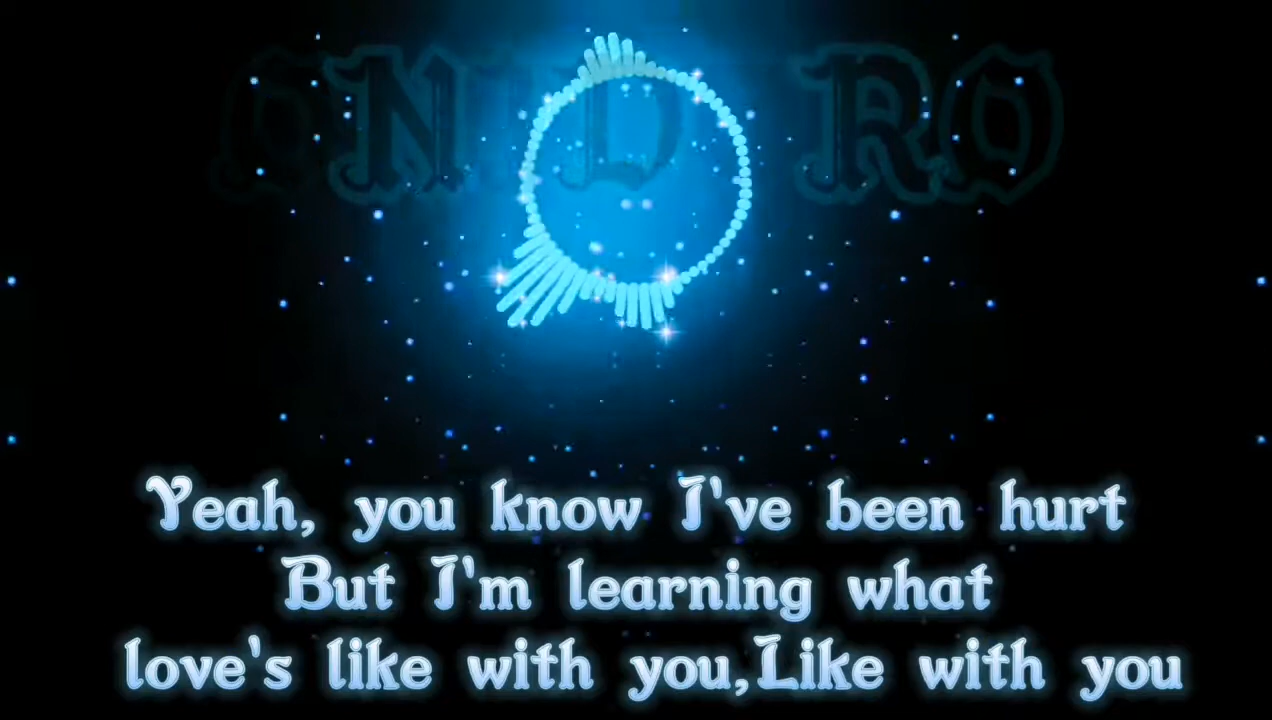 Yeah, you know I've been hurt
But I'm learning what
love's like with you,Like with you